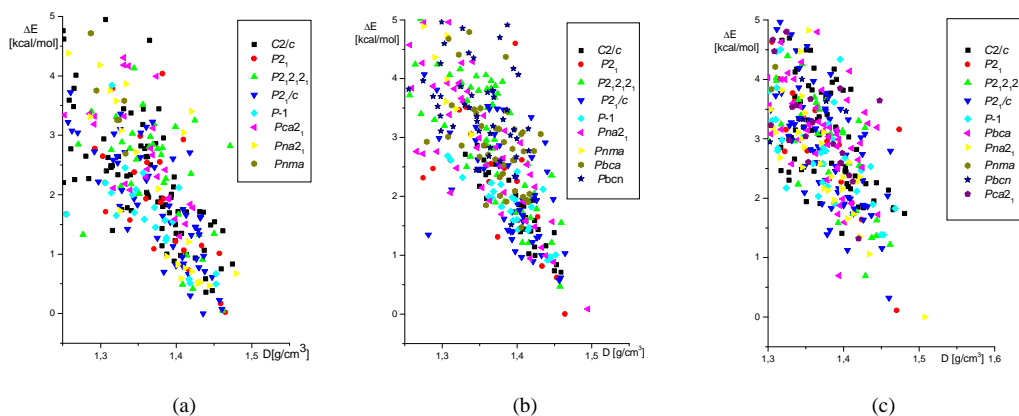 ΔE
[kcal/mol]
5
4
3
2
1
0
1,3
1,4
1,5
D[g/cm³]
C2/c
P2₁
P2₁2₁2₁
P2₁/c
P-1
Pca2₁
Pna2₁
Pnma
(a)
ΔE
[kcal/mol]
5
4
3
2
1
0
1,3
1,4
1,5
D [g/cm³]
C2/c
P2₁
P2₁2₁2₁
P2₁/c
P-1
Pna2₁
Pnma
Pbca
Pbcn
(b)
ΔE
[kcal/mol]
5
4
3
2
1
0
1,3
1,4
1,5
1,6
D [g/cm³]
C2/c
P2₁
P2₁2₁2
P2₁/c
P-1
Pbca
Pna2₁
Pnma
Pbcn
Pca2₁
(c)